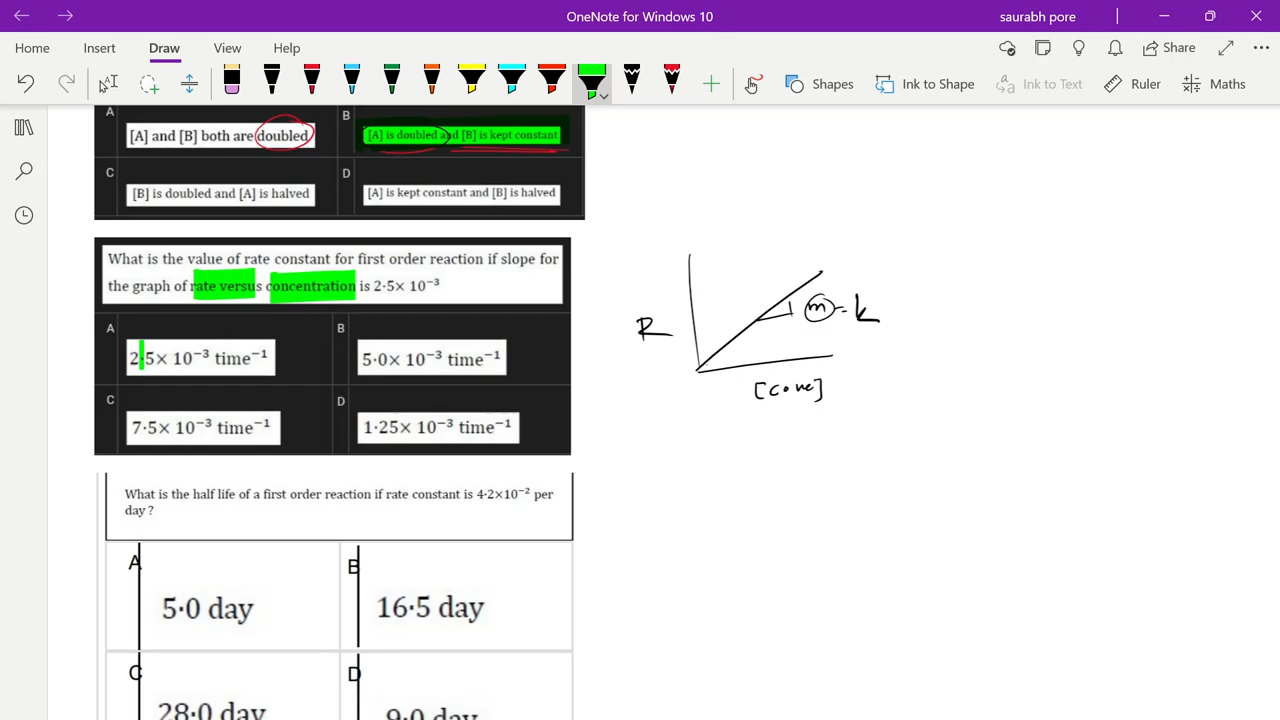 OneNote for Windows 10
saurabh pore
Home Insert Draw View Help
Share
Shapes Ink to Shape Ink to Text Ruler Maths
A
[A] and [B] both are doubled
B
[A] is doubled and [B] is kept constant
C
[B] is doubled and [A] is halved
D
[A] is kept constant and [B] is halved
What is the value of rate constant for first order reaction if slope for
the graph of rate versus concentration is 2·5× 10⁻³
A
2·5× 10⁻³ time⁻¹
B
5·0× 10⁻³ time⁻¹
C
7·5× 10⁻³ time⁻¹
D
1·25× 10⁻³ time⁻¹
R
m = k
[conc]
What is the half life of a first order reaction if rate constant is 4·2×10⁻² per
day ?
A
5·0 day
B
16·5 day
C
28·0 day
D
9·0 day